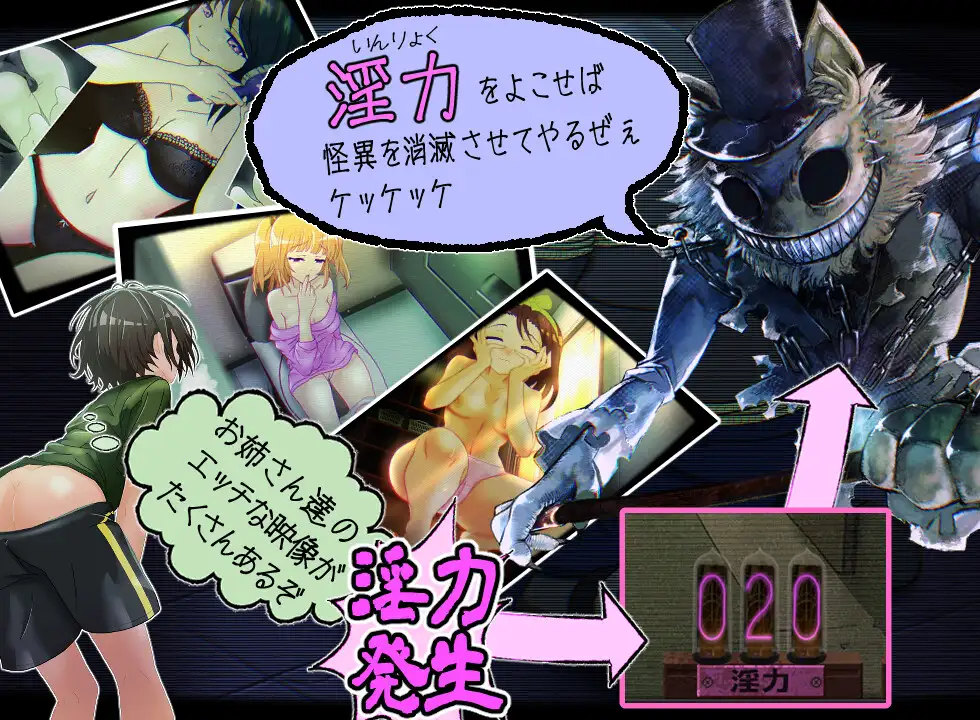 いんりょく
淫力をよこせば
怪異を消滅させてやるぜぇ
ケッケッケ
お姉さん達の
エッチな映像が
たくさんあるぞ
淫力
発生
020
淫力